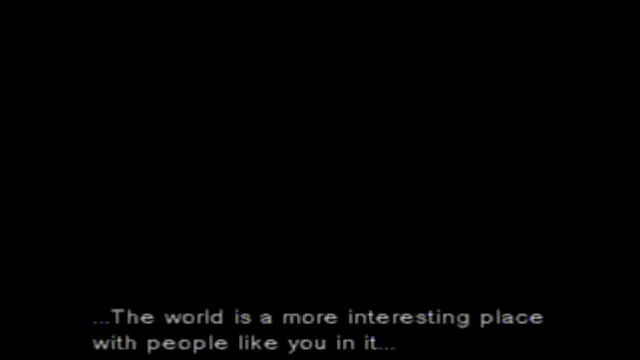 ...The world is a more interesting place
with people like you in it...